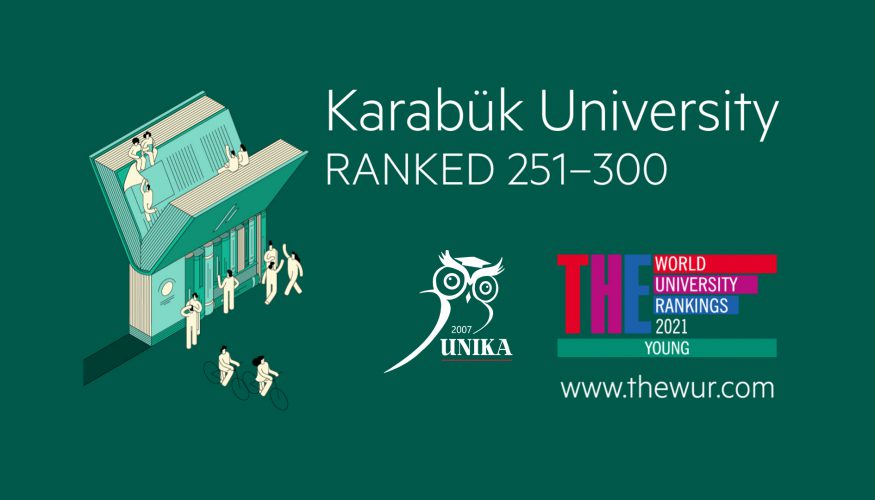 Karabük University
RANKED 251–300
2007
UNIKA
THE
WORLD
UNIVERSITY
RANKINGS
2021
YOUNG
www.thewur.com